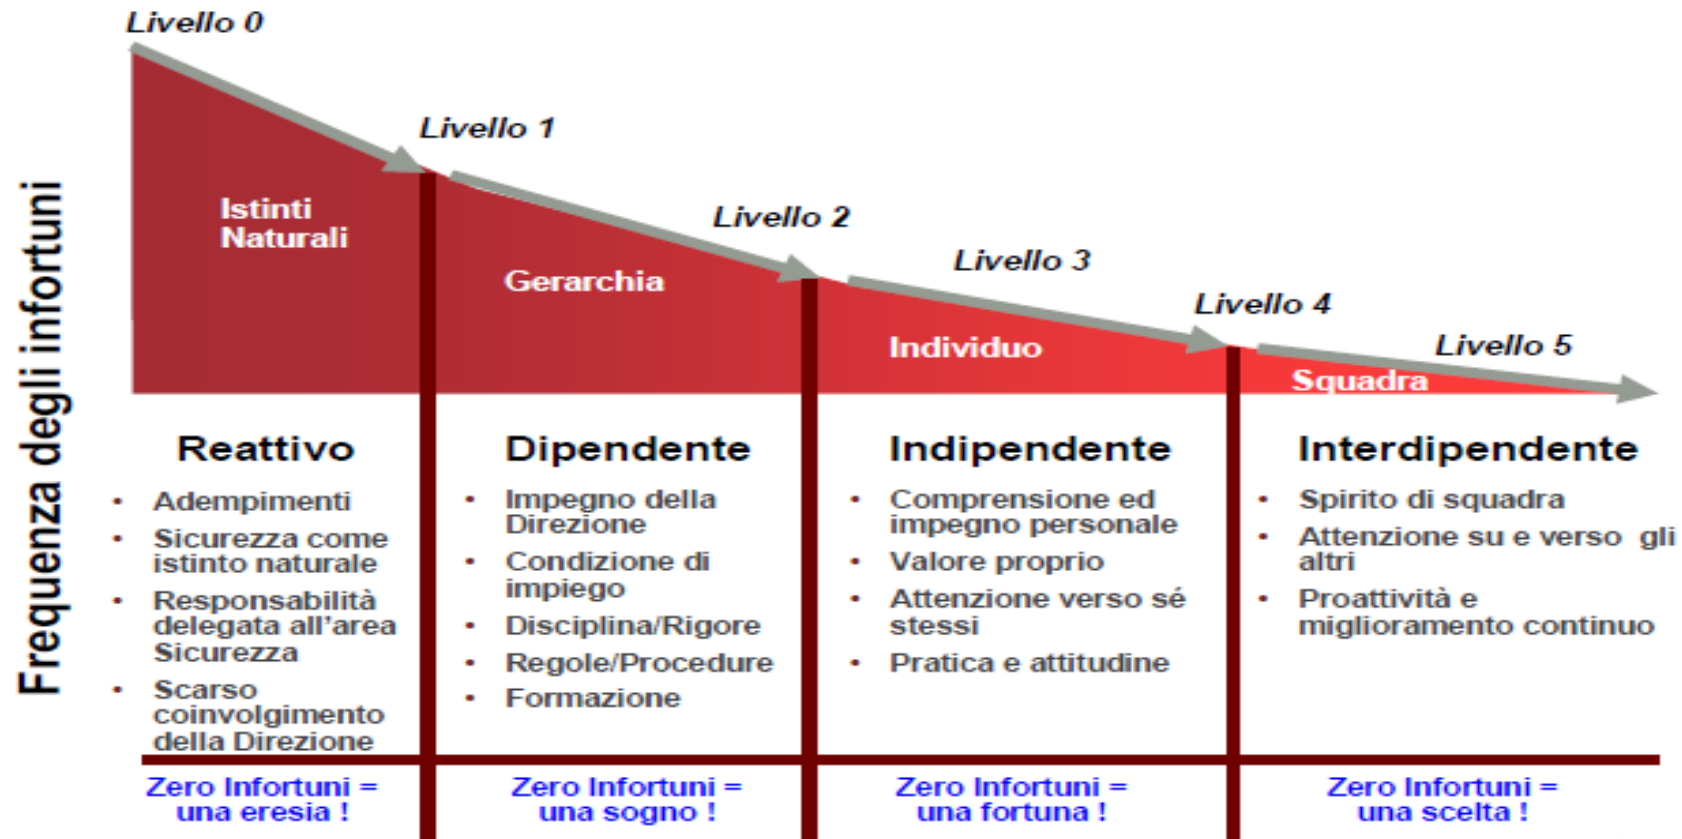 Livello 0
Livello 1
Livello 2
Livello 3
Livello 4
Livello 5
Frequenza degli infortuni
Istinti
Naturali
Gerarchia
Individuo
Squadra
Reattivo
• Adempimenti
• Sicurezza come
istinto naturale
• Responsabilità
delegata all'area
Sicurezza
• Scarso
coinvolgimento
della Direzione
Zero Infortuni =
una eresia !
Dipendente
• Impegno della
Direzione
• Condizione di
impiego
• Disciplina/Rigore
• Regole/Procedure
• Formazione
Zero Infortuni =
una sogno !
Indipendente
• Comprensione ed
impegno personale
• Valore proprio
• Attenzione verso sé
stessi
• Pratica e attitudine
Zero Infortuni =
una fortuna !
Interdipendente
• Spirito di squadra
• Attenzione su e verso gli
altri
• Proattività e
miglioramento continuo
Zero Infortuni =
una scelta !